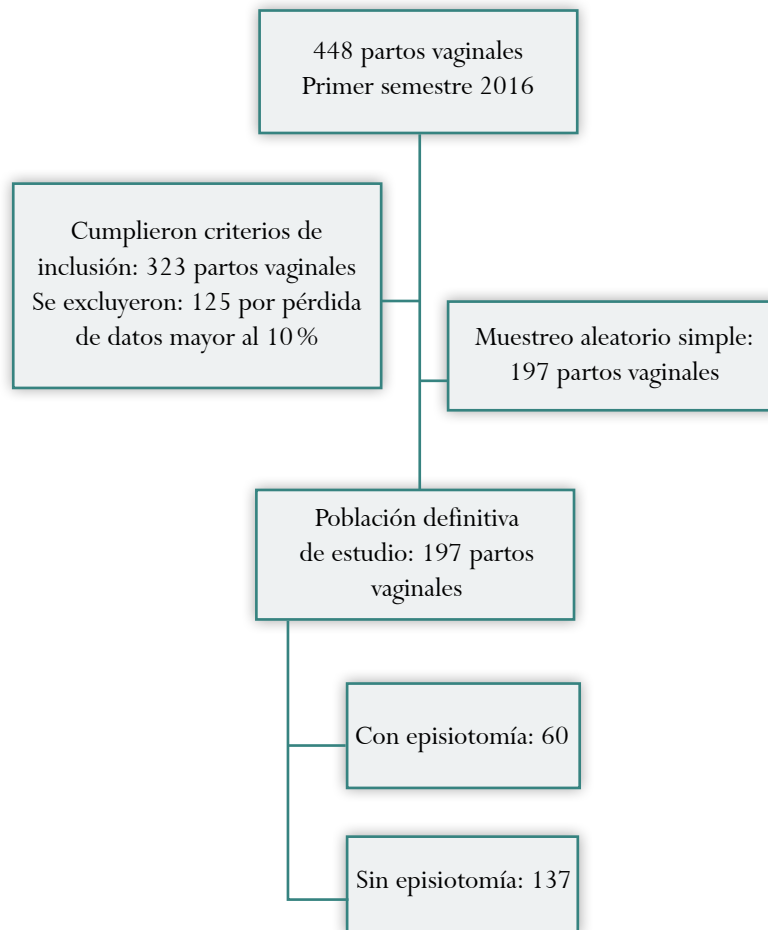 448 partos vaginales
Primer semestre 2016
Cumplieron criterios de
inclusión: 323 partos vaginales
Se excluyeron: 125 por pérdida
de datos mayor al 10 %
Muestreo aleatorio simple:
197 partos vaginales
Población definitiva
de estudio: 197 partos
vaginales
Con episiotomía: 60
Sin episiotomía: 137